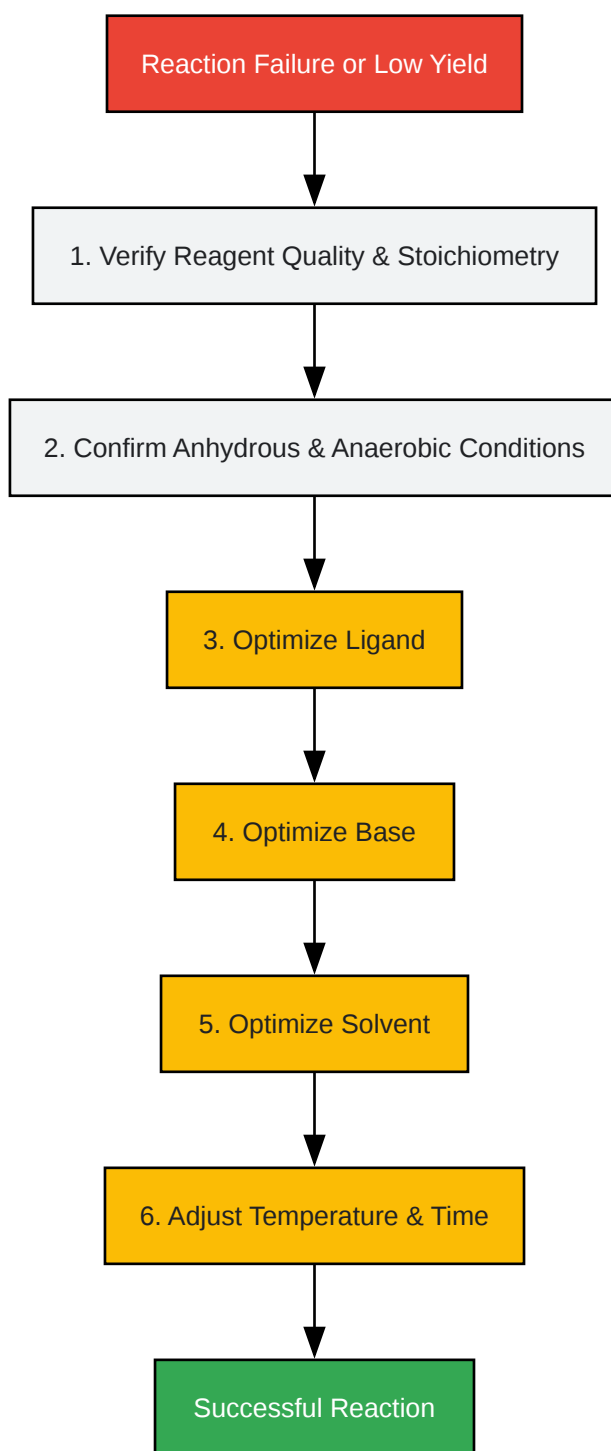 Reaction Failure or Low Yield
1. Verify Reagent Quality & Stoichiometry
2. Confirm Anhydrous & Anaerobic Conditions
3. Optimize Ligand
4. Optimize Base
5. Optimize Solvent
6. Adjust Temperature & Time
Successful Reaction